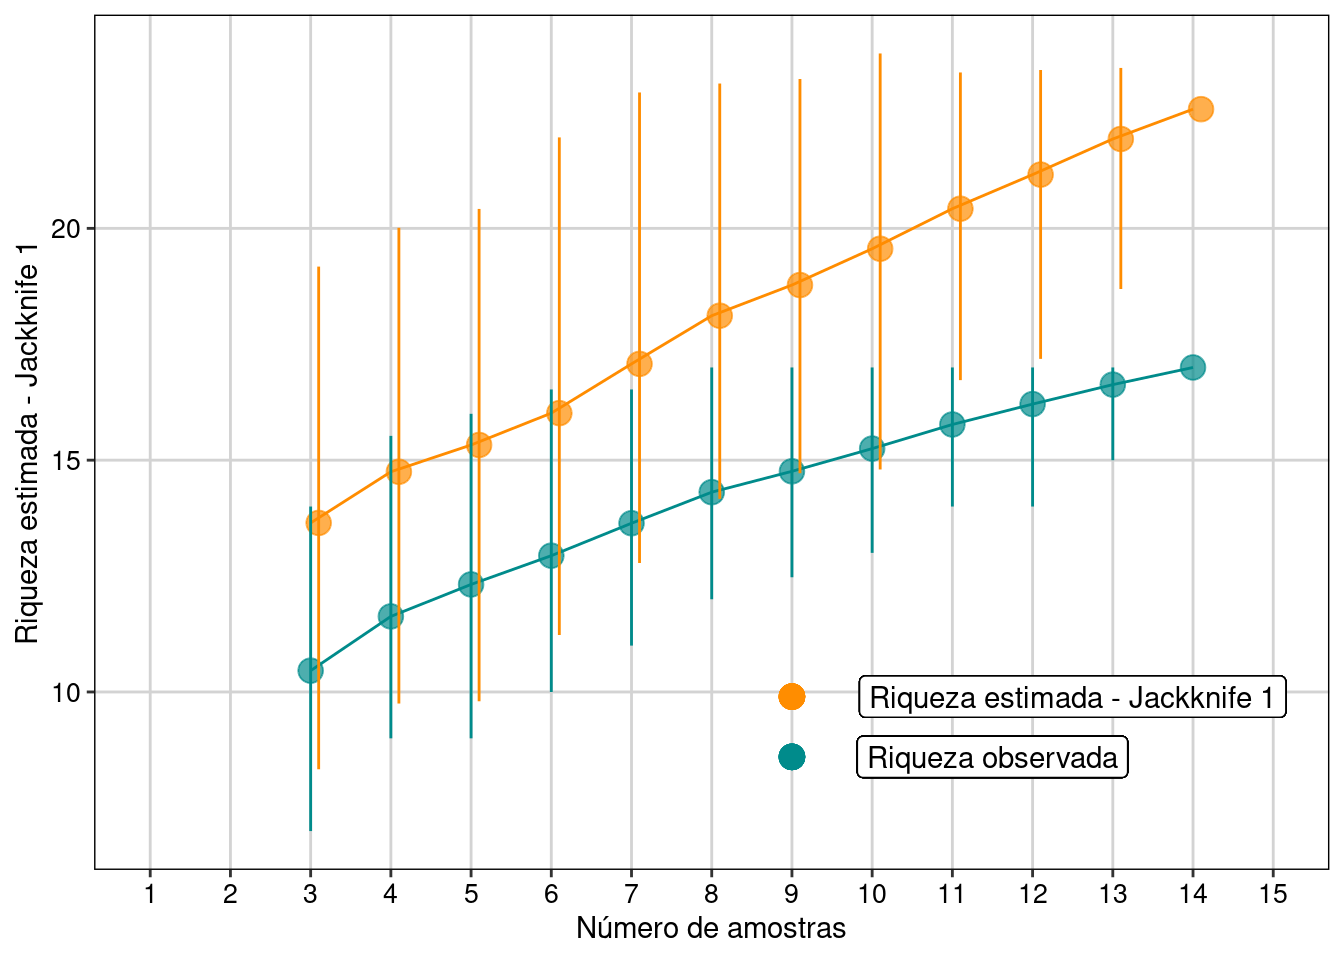 Riqueza estimada - Jackknife 1
20
15
10
Riqueza estimada - Jackknife 1
Riqueza observada
1 2 3 4 5 6 7 8 9 10 11 12 13 14 15
Número de amostras